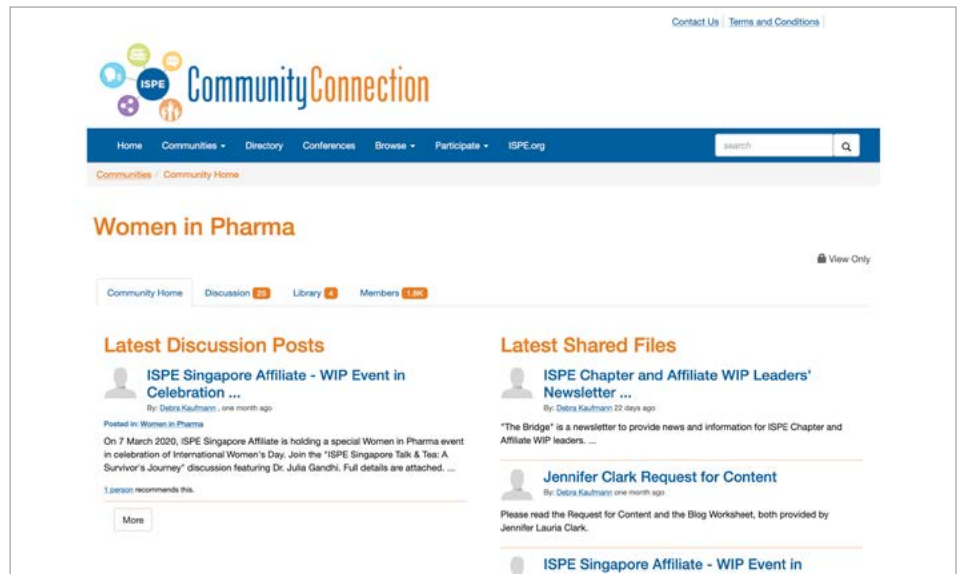 Contact Us | Terms and Conditions
ISPE
CommunityConnection
Home Communities Directory Conferences Browse Participate ISPE.org search
Communities / Community Home
Women in Pharma
View Only
Community Home Discussion 25 Library 4 Members 1.8K
Latest Discussion Posts
ISPE Singapore Affiliate - WIP Event in
Celebration ...
By: Debra Kaufmann , one month ago
Posted in: Women in Pharma
On 7 March 2020, ISPE Singapore Affiliate is holding a special Women in Pharma event
in celebration of International Women's Day. Join the "ISPE Singapore Talk & Tea: A
Survivor's Journey" discussion featuring Dr. Julia Gandhi. Full details are attached. ...
1 person recommends this.
More
Latest Shared Files
ISPE Chapter and Affiliate WIP Leaders'
Newsletter ...
By: Debra Kaufmann 22 days ago
"The Bridge" is a newsletter to provide news and information for ISPE Chapter and
Affiliate WIP leaders. ...
Jennifer Clark Request for Content
By: Debra Kaufmann one month ago
Please read the Request for Content and the Blog Worksheet, both provided by
Jennifer Lauria Clark.
ISPE Singapore Affiliate - WIP Event in